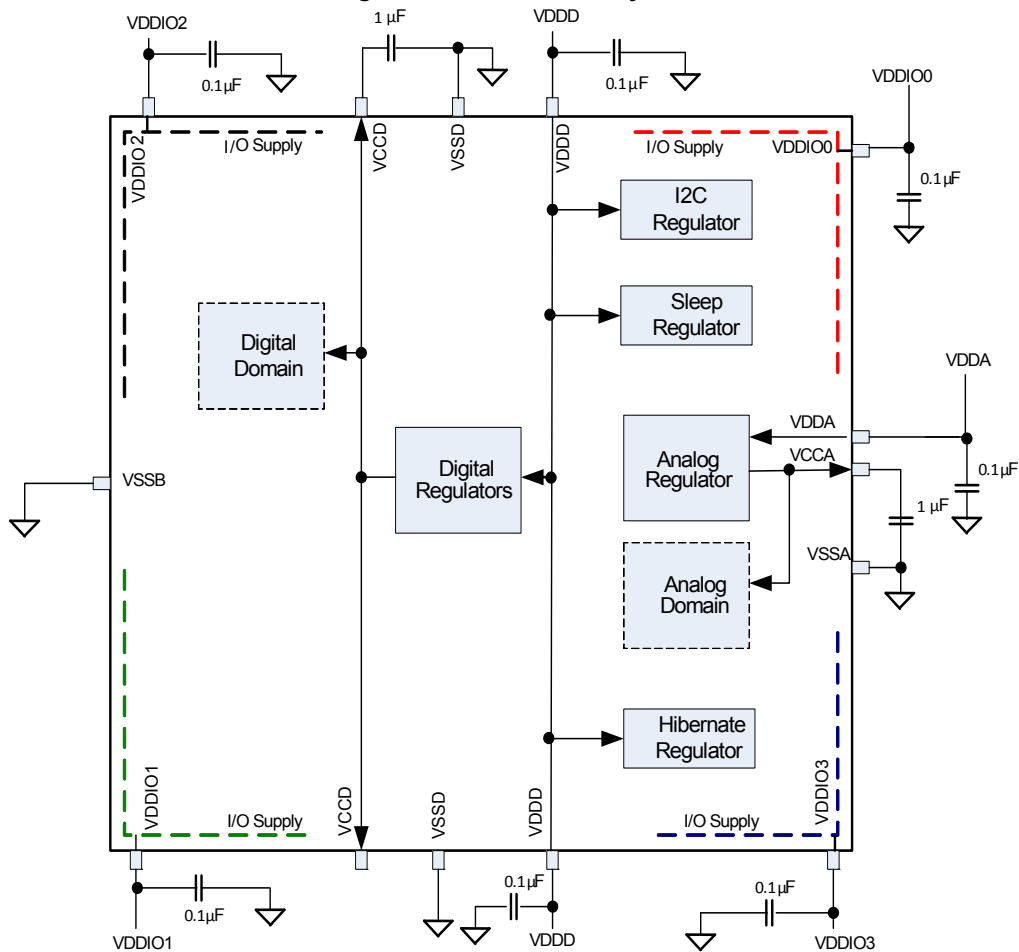 VDDIO2
1 µF
VDDD
0.1µF
0.1µF
VDDIO0
0.1µF
VDDIO2
I/O Supply
VCCD
VSSD
VDDD
I/O Supply
VDDIO0
I2C
Regulator
Sleep
Regulator
Digital
Domain
VDDA
VDDA
VCCA
Digital
Regulators
Analog
Regulator
0.1µF
1 µF
VSSB
VSSA
Analog
Domain
Hibernate
Regulator
VDDIO1
I/O Supply
VCCD
VSSD
VDDD
I/O Supply
VDDIO3
0.1µF
0.1µF
0.1µF
VDDIO1
VDDD
VDDIO3